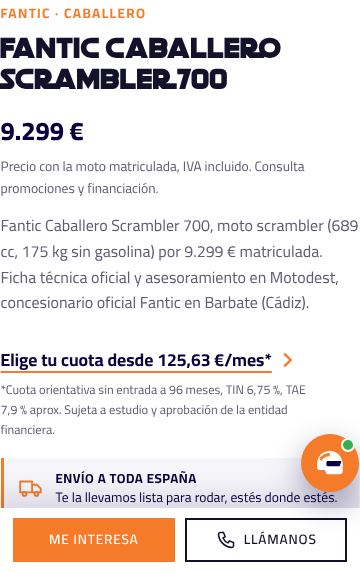 FANTIC · CABALLERO
FANTIC CABALLERO
SCRAMBLER 700
9.299 €
Precio con la moto matriculada, IVA incluido. Consulta
promociones y financiación.
Fantic Caballero Scrambler 700, moto scrambler (689
cc, 175 kg sin gasolina) por 9.299 € matriculada.
Ficha técnica oficial y asesoramiento en Motodest,
concesionario oficial Fantic en Barbate (Cádiz).
Elige tu cuota desde 125,63 €/mes*
*Cuota orientativa sin entrada a 96 meses, TIN 6,75 %, TAE
7,9 % aprox. Sujeta a estudio y aprobación de la entidad
financiera.
ENVÍO A TODA ESPAÑA
Te la llevamos lista para rodar, estés donde estés.
ME INTERESA
LLÁMANOS